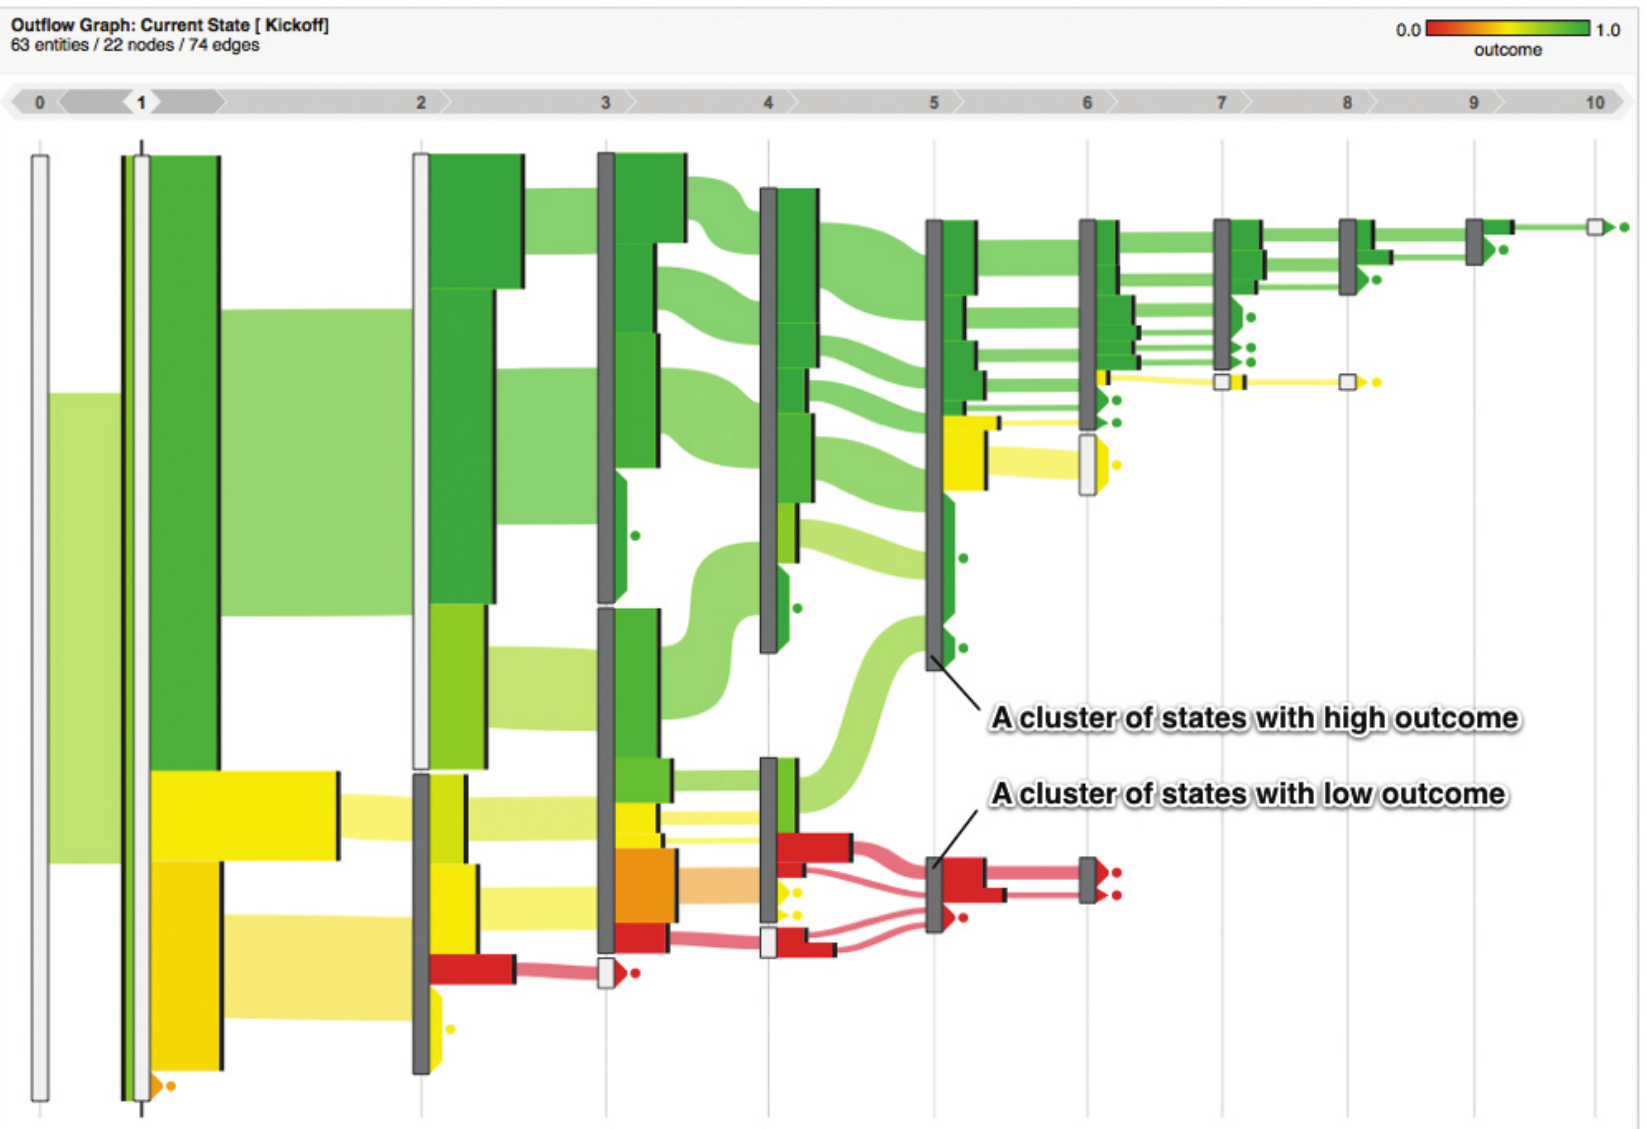 Outflow Graph: Current State [ Kickoff]
63 entities / 22 nodes / 74 edges
0.0 1.0
outcome
0 1 2 3 4 5 6 7 8 9 10
A cluster of states with high outcome
A cluster of states with low outcome